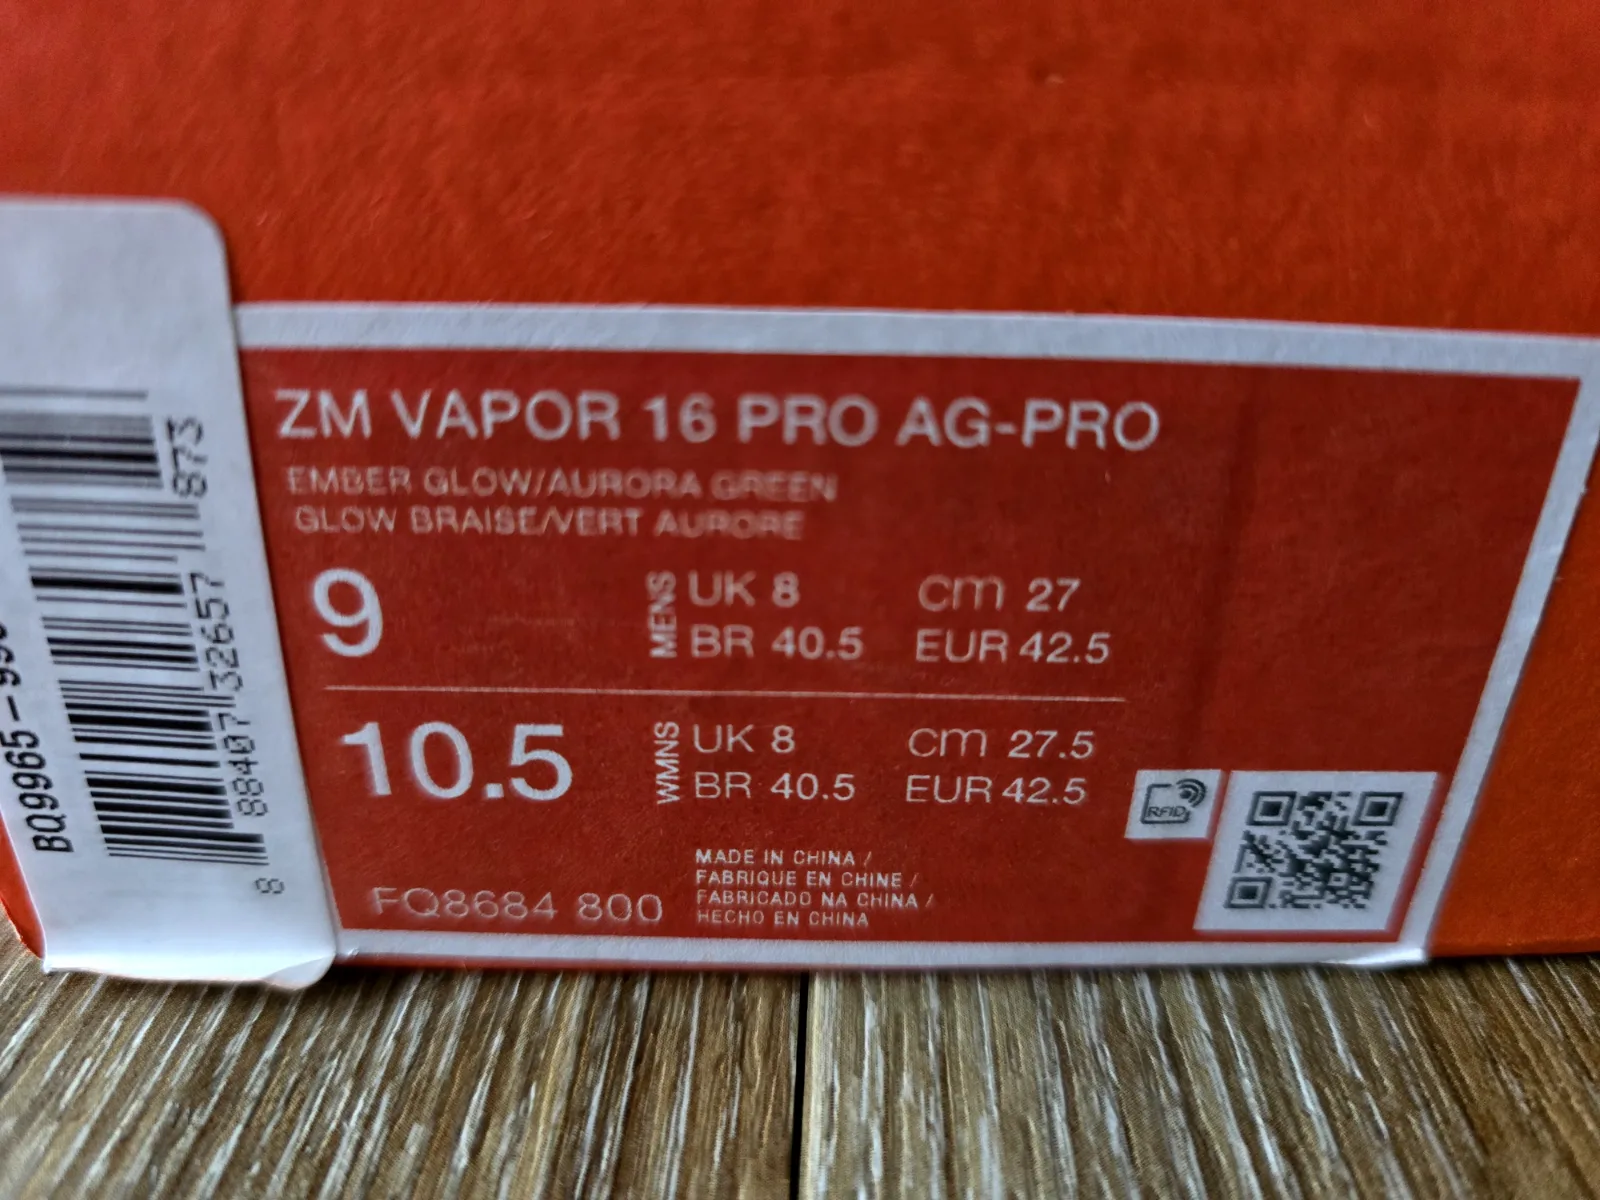 ZM VAPOR 16 PRO AG-PRO
EMBER GLOW/AURORA GREEN
GLOW BRAISE/VERT AURORE
9
MENS
UK 8 cm 27
BR 40.5 EUR 42.5
10.5
WMNS
UK 8 cm 27.5
BR 40.5 EUR 42.5
RFID
FQ8684 800
MADE IN CHINA /
FABRIQUE EN CHINE /
FABRICADO NA CHINA /
HECHO EN CHINA
8 88407 32657 873